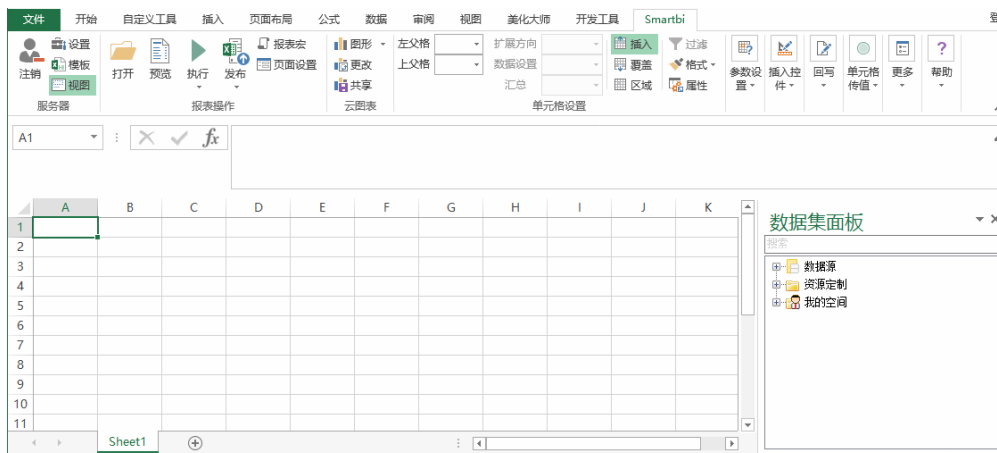 文件 开始 自定义工具 插入 页面布局 公式 数据 审阅 视图 美化大师 开发工具 Smartbi
设置 报表宏 图形 左父格 扩展方向 插入 过滤
模板 页面设置 更改 上父格 数据设置 覆盖 格式
注销 视图 打开 预览 执行 发布 共享 汇总 区域 属性 参数设置 插入控件 回写 单元格传值 更多 帮助
服务器 报表操作 云图表 单元格设置
A1 fx
A B C D E F G H I J K
数据集面板
搜索
数据源
资源定制
我的空间
1
2
3
4
5
6
7
8
9
10
11
Sheet1